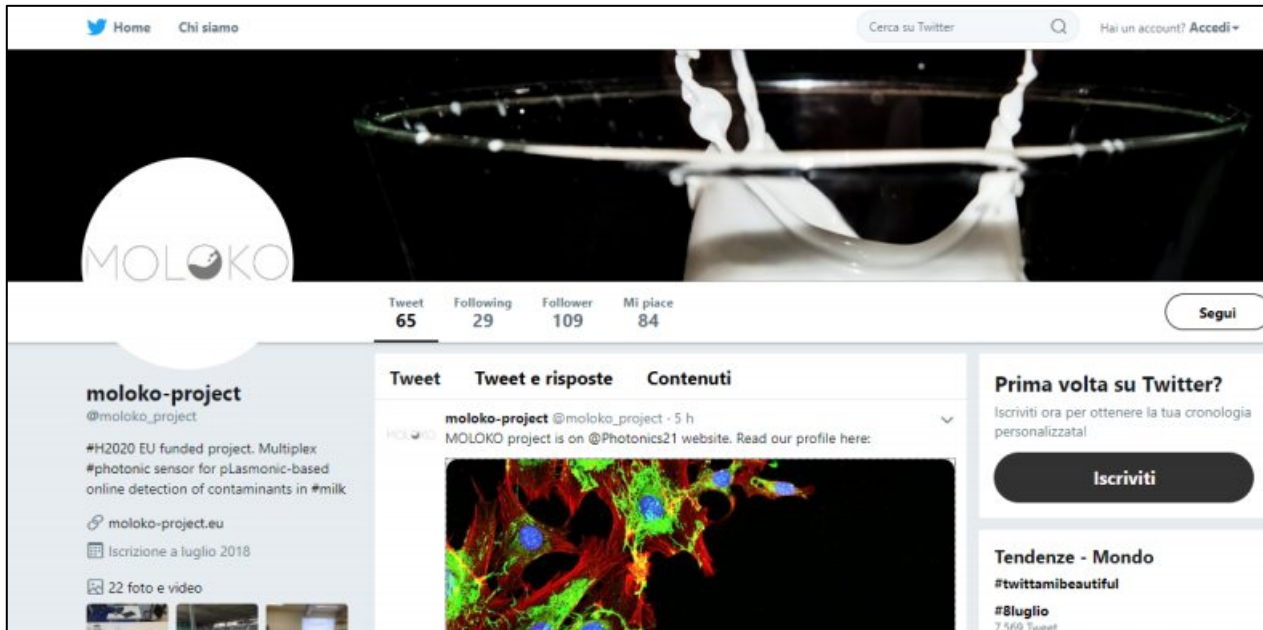 Home Chi siamo
Cerca su Twitter
Hai un account? Accedi
MOLOKO
Tweet Following Follower Mi piace
65 29 109 84
Segui
moloko-project
@moloko_project
#H2020 EU funded project. Multiplex
#photonic sensor for pLasmonic-based
online detection of contaminants in #milk
moloko-project.eu
Iscrizione a luglio 2018
22 foto e video
Tweet Tweet e risposte Contenuti
MOLOKO
moloko-project @moloko_project · 5 h
MOLOKO project is on @Photonics21 website. Read our profile here:
Prima volta su Twitter?
Iscriviti ora per ottenere la tua cronologia
personalizzata!
Iscriviti
Tendenze - Mondo
#twittamibeautiful
#8luglio
7.569 Tweet